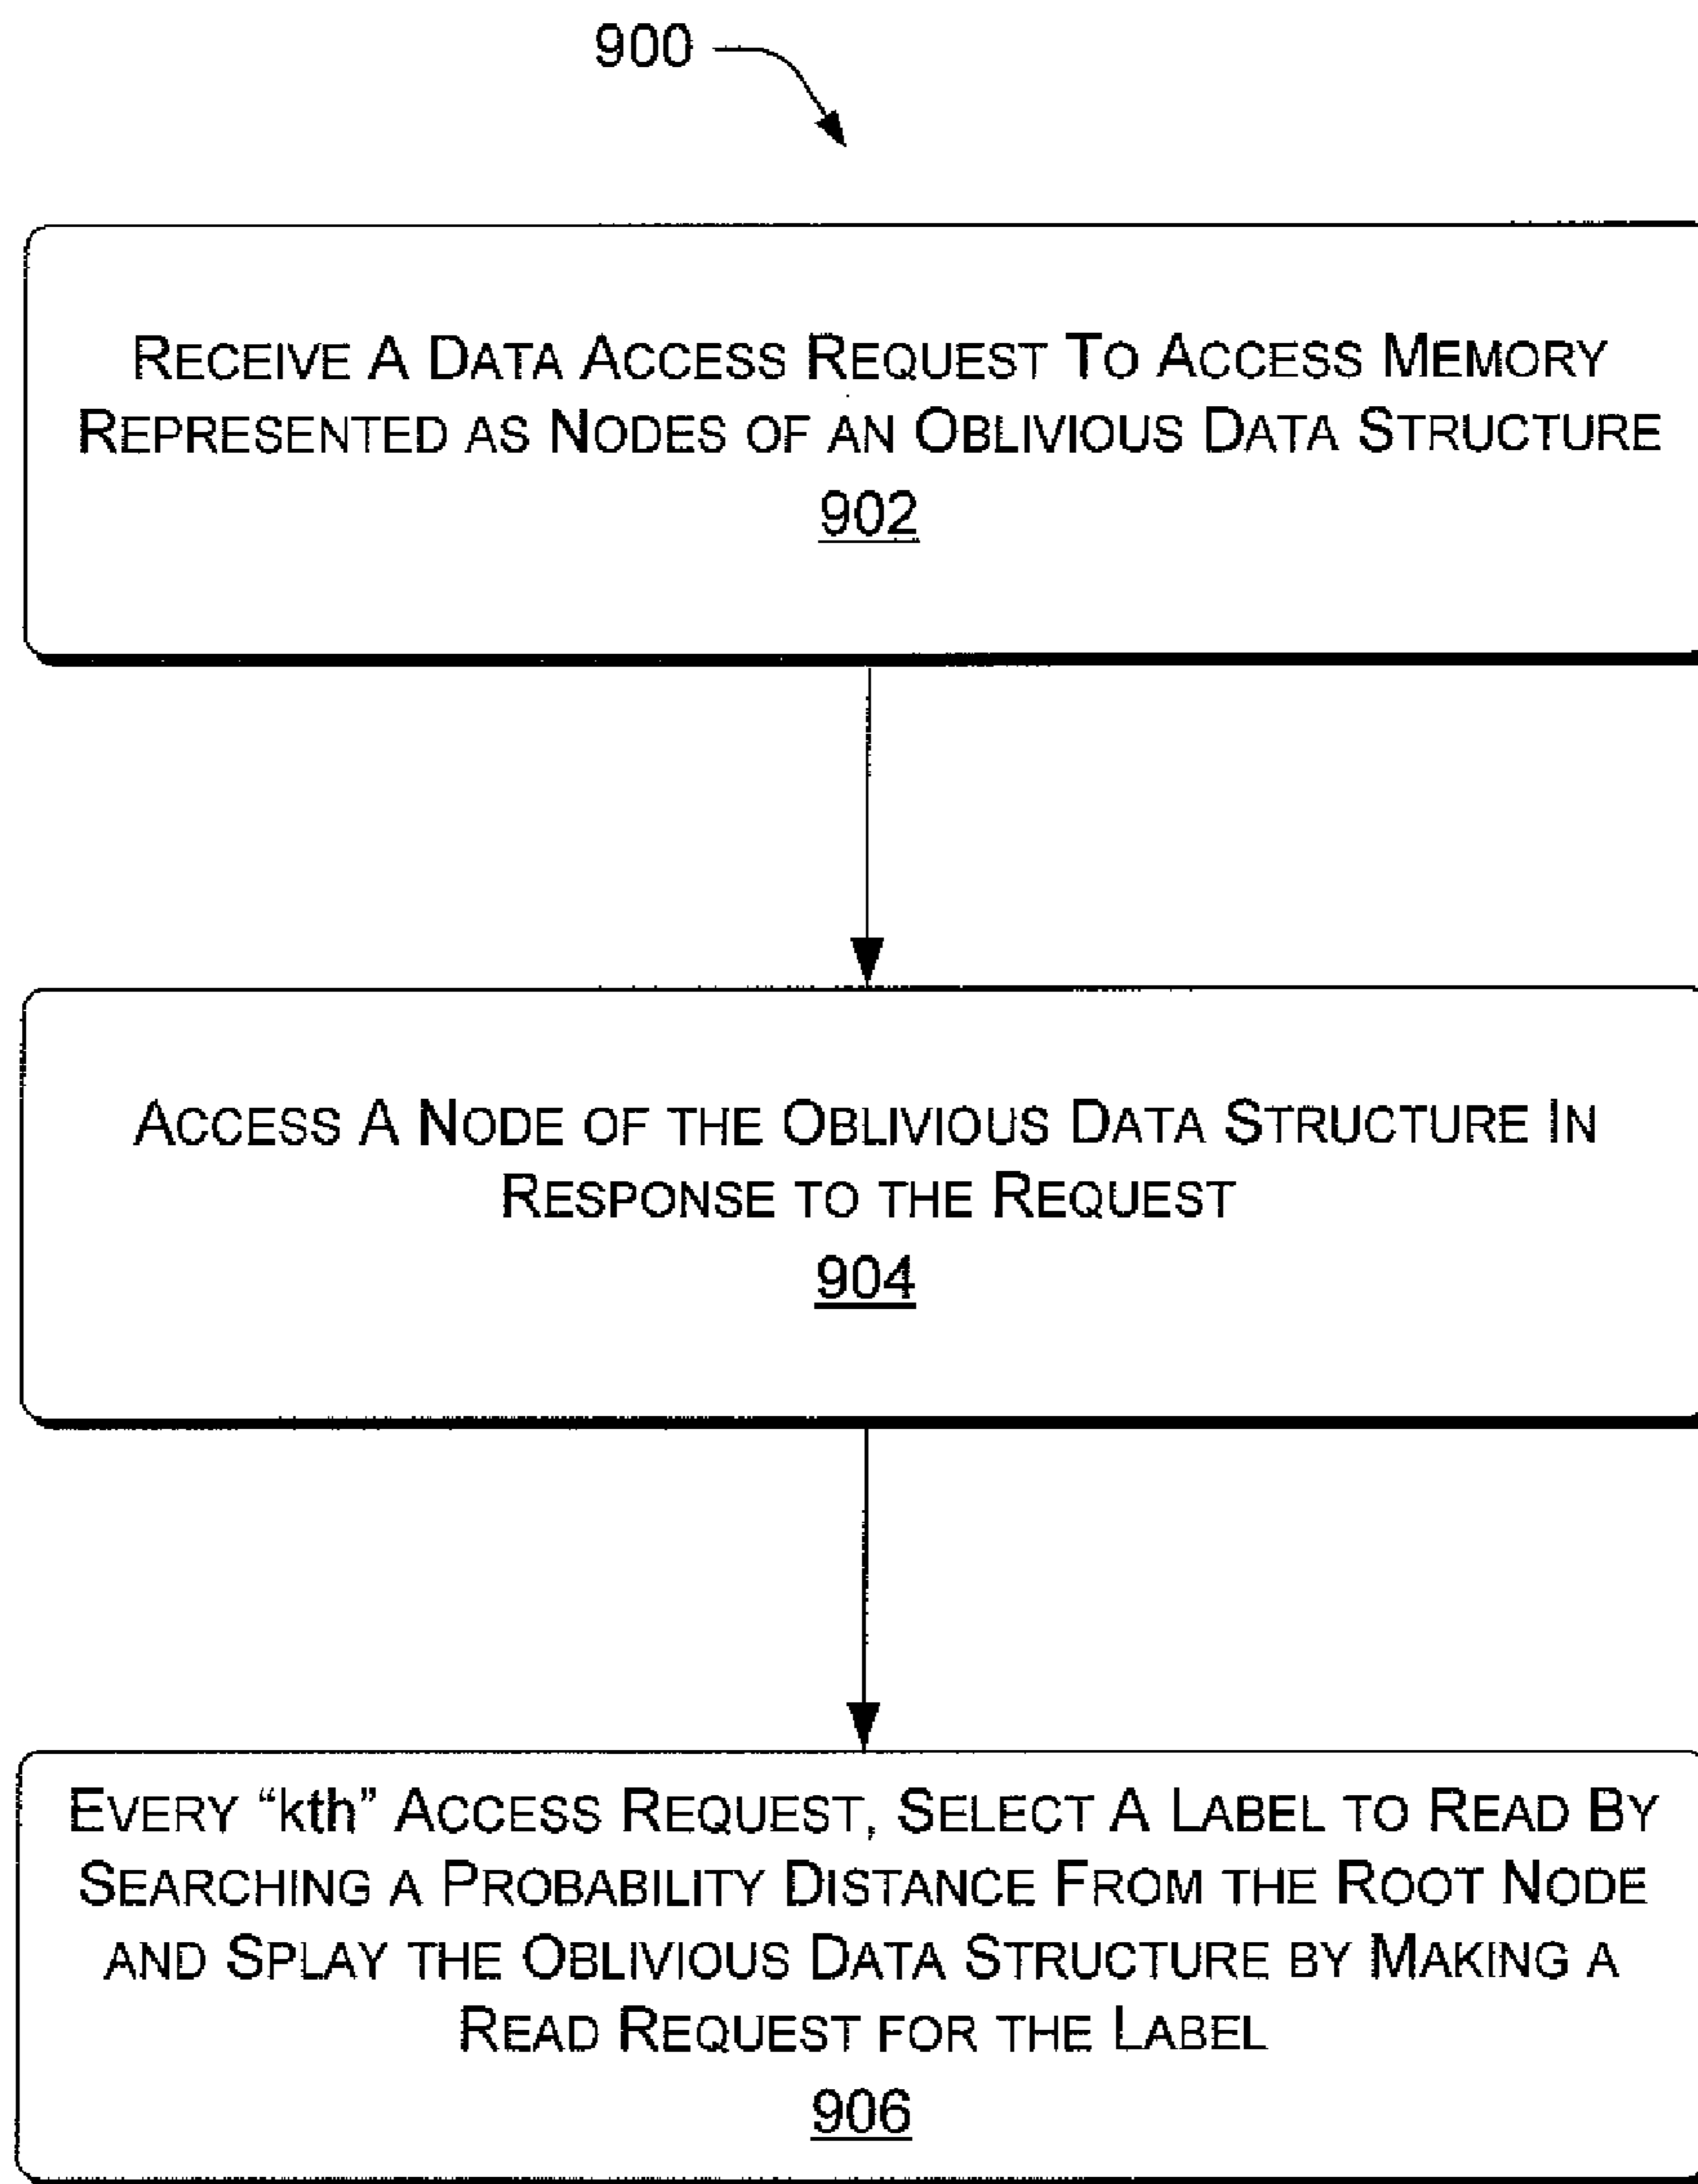 900
RECEIVE A DATA ACCESS REQUEST TO ACCESS MEMORY
REPRESENTED AS NODES OF AN OBLIVIOUS DATA STRUCTURE
902
ACCESS A NODE OF THE OBLIVIOUS DATA STRUCTURE IN
RESPONSE TO THE REQUEST
904
EVERY “kth” ACCESS REQUEST, SELECT A LABEL TO READ BY
SEARCHING A PROBABILITY DISTANCE FROM THE ROOT NODE
AND SPLAY THE OBLIVIOUS DATA STRUCTURE BY MAKING A
READ REQUEST FOR THE LABEL
906